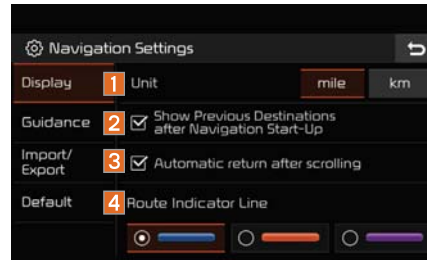 Navigation Settings
Display
1 Unit
mile
km
Guidance
2 Show Previous Destinations
after Navigation Start-Up
Import/
Export
3 Automatic return after scrolling
Default
4 Route Indicator Line